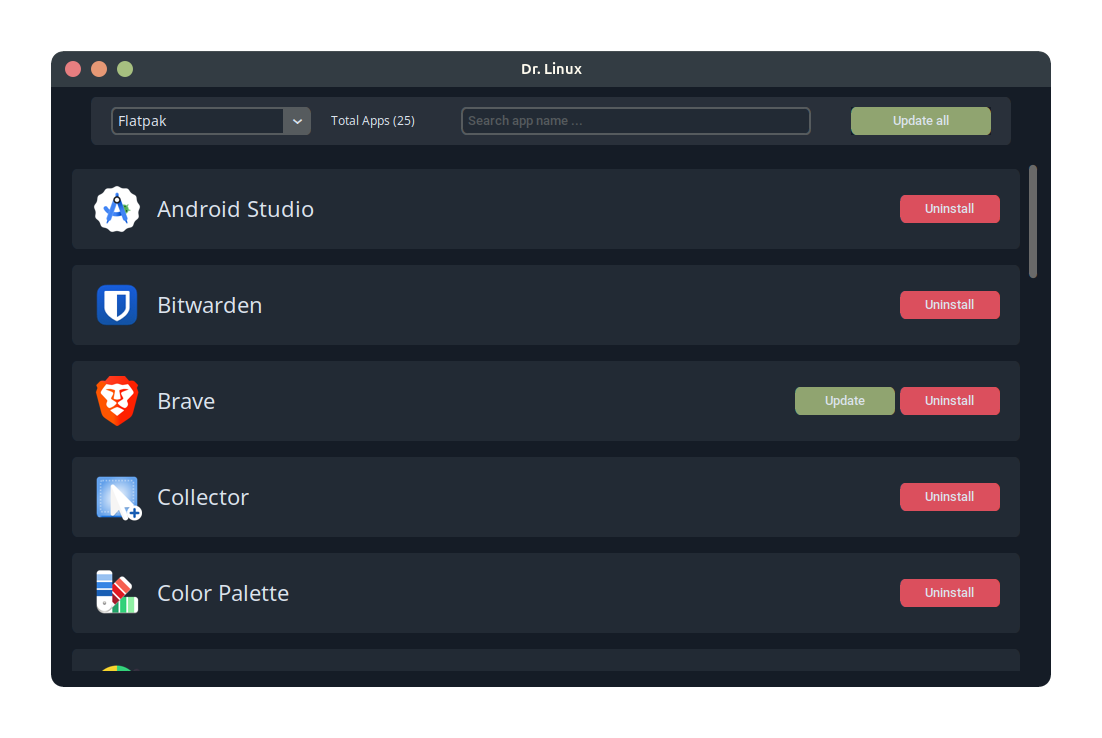 Dr. Linux
Flatpak Total Apps (25) Search app name ... Update all
Android Studio Uninstall
Bitwarden Uninstall
Brave Update Uninstall
Collector Uninstall
Color Palette Uninstall